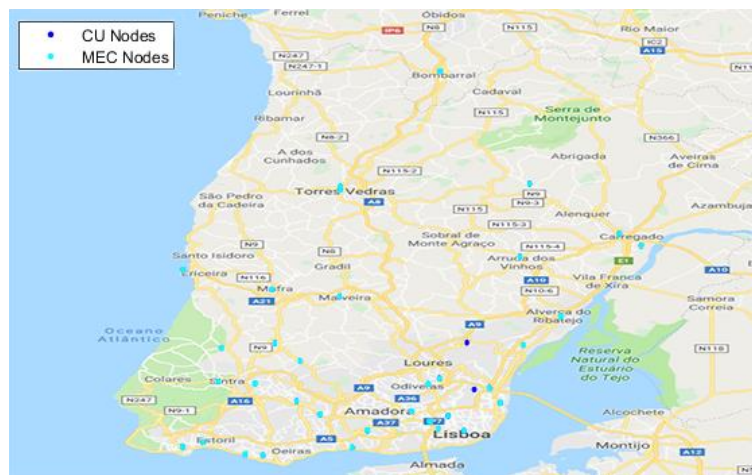 CU Nodes
MEC Nodes
Peniche
Ferrel
Óbidos
N8
IP6
N115
Rio Maior
IC2
A15
N247
N247-1
Bombarral
Lourinhã
Cadaval
N115
Serra de
Montejunto
Ribamar
N8-2
A dos
Cunhados
N366
Abrigada
Aveiras
de Cima
N115-2
Torres Vedras
A8
N9
N9-3
São Pedro
da Cadeira
N115
Alenquer
Azambuja
N115-3
Sobral de
Monte Agraço
Carregado
N9
N8
N115-4
Santo Isidoro
Gradil
Arruda dos
Vinhos
E1
A10
Ericeira
N116
A10
Vila Franca
de Xira
Mafra
Malveira
N10-6
A21
Samora
Correia
Alverca do
Ribatejo
Oceano
Atlântico
A9
N9
Reserva
Natural do
Estuário
do Tejo
N118
Loures
Colares
Sintra
A9
Odivelas
N247
A16
A36
N9-1
Amadora
Alcochete
A37
IP7
Estoril
A5
Lisboa
Oeiras
Montijo
A12
Almada